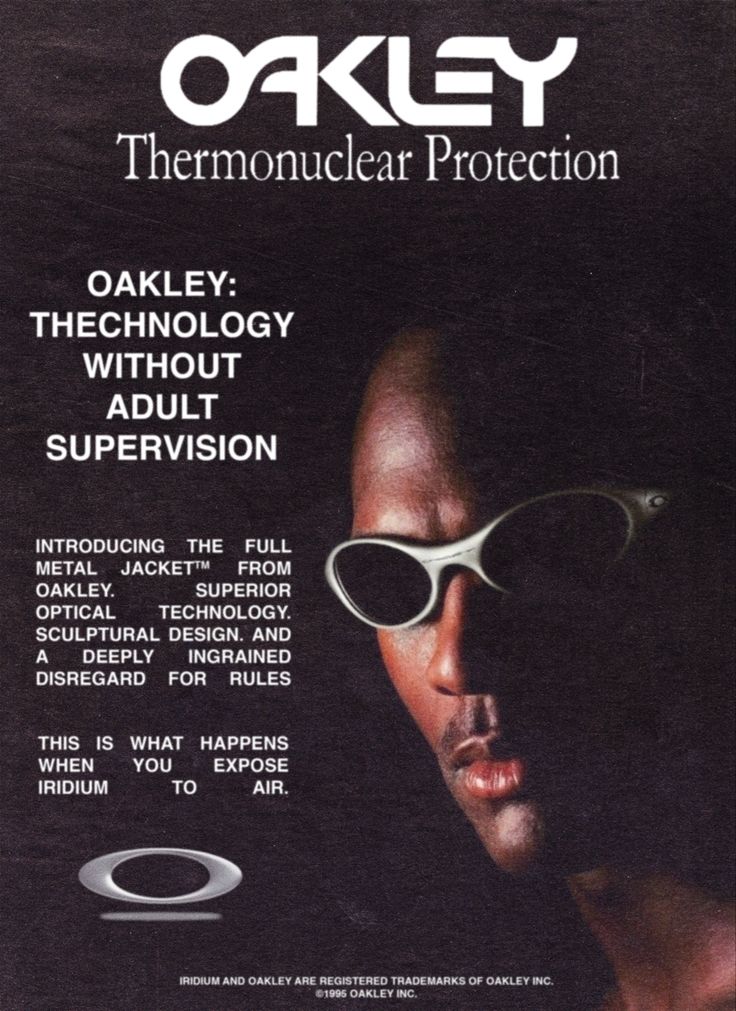 OAKLEY
Thermonuclear Protection
OAKLEY:
THECHNOLOGY
WITHOUT
ADULT
SUPERVISION
INTRODUCING THE FULL
METAL JACKET™ FROM
OAKLEY. SUPERIOR
OPTICAL TECHNOLOGY.
SCULPTURAL DESIGN. AND
A DEEPLY INGRAINED
DISREGARD FOR RULES
THIS IS WHAT HAPPENS
WHEN YOU EXPOSE
IRIDIUM TO AIR.
IRIDIUM AND OAKLEY ARE REGISTERED TRADEMARKS OF OAKLEY INC.
©1995 OAKLEY INC.